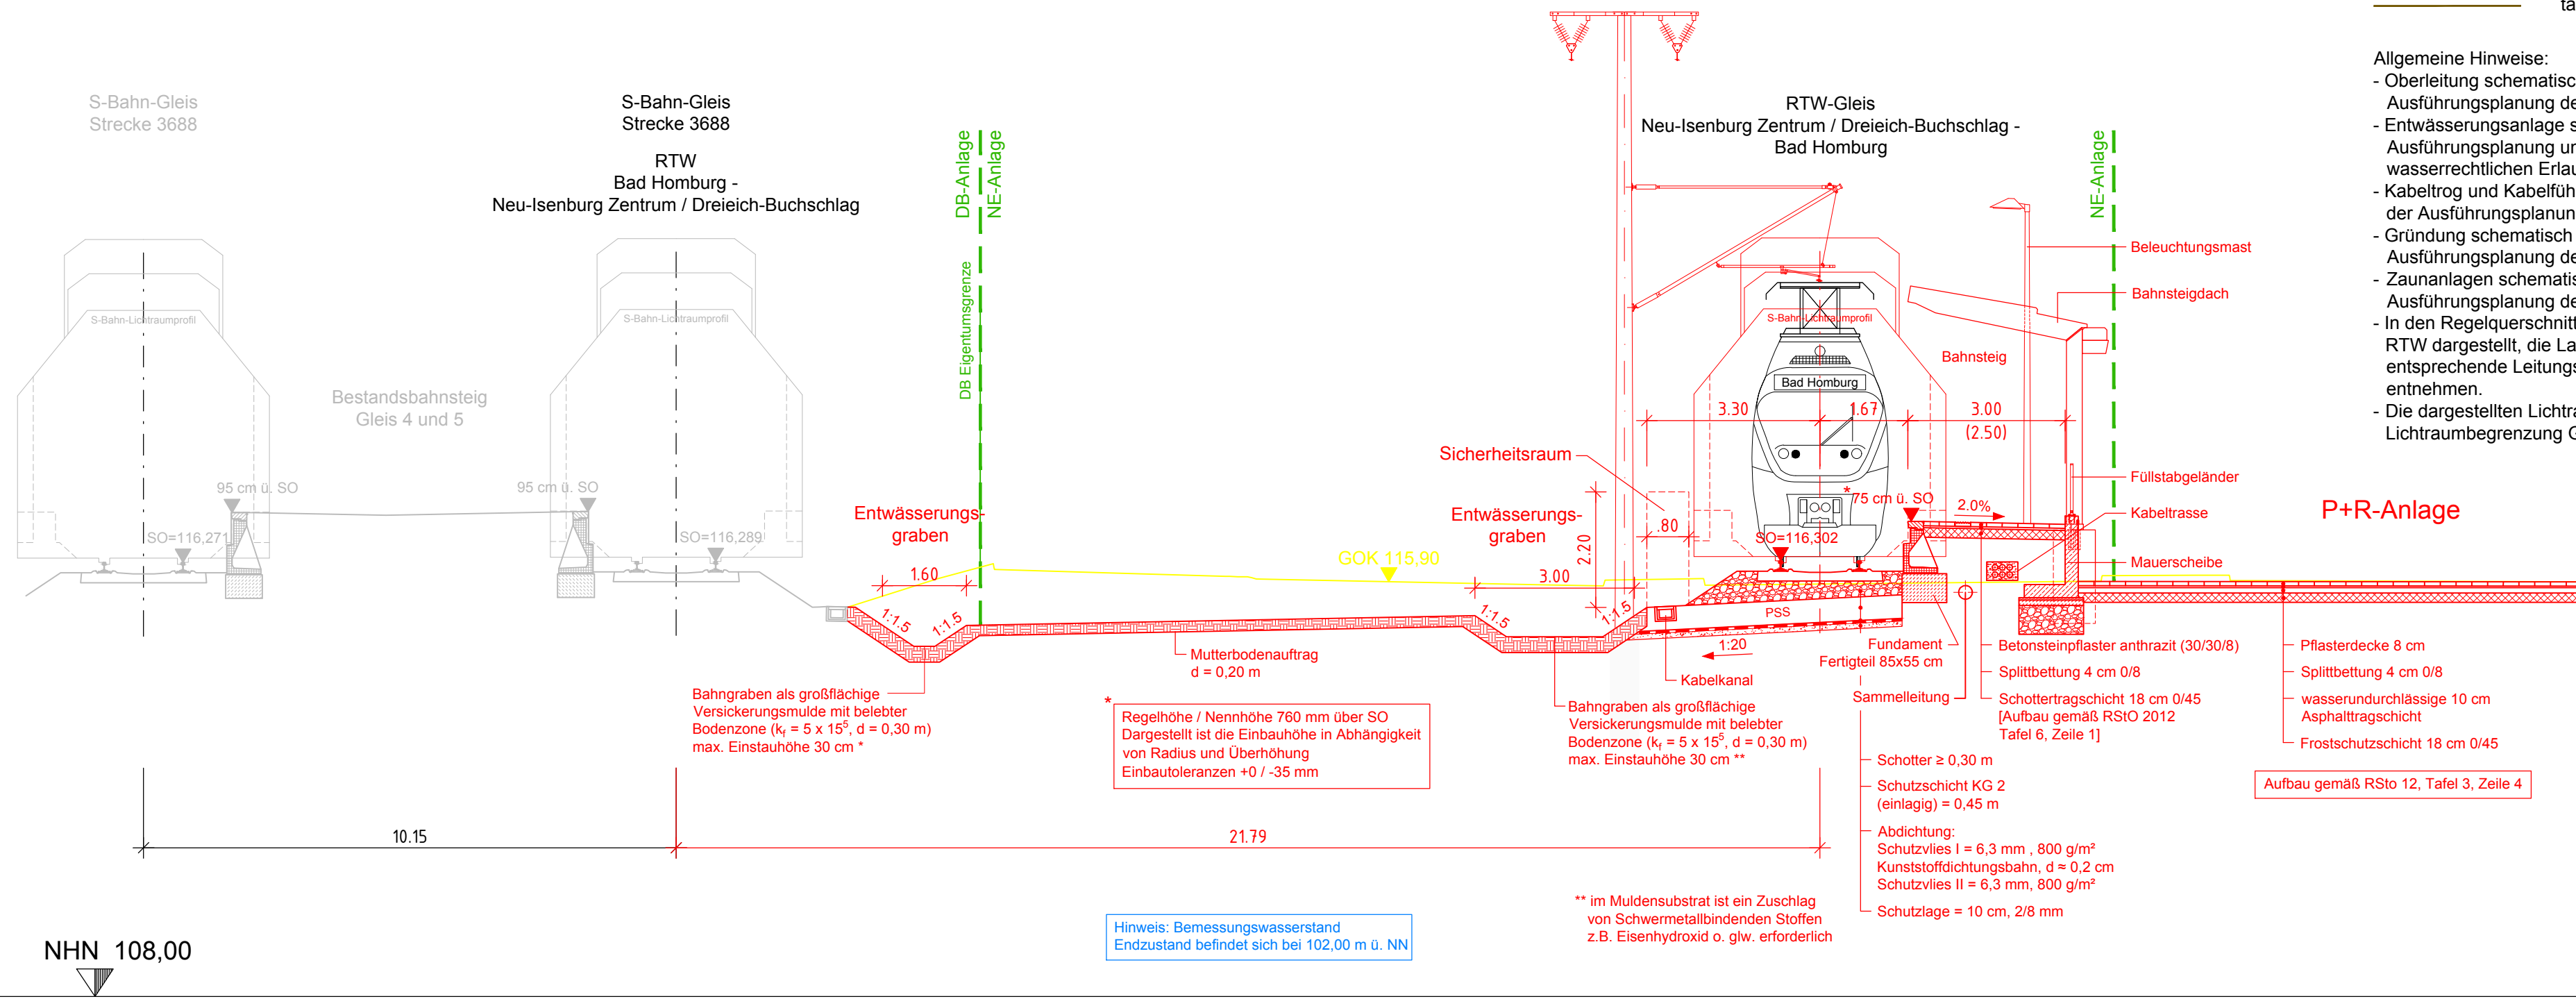 S-Bahn-Gleis
Strecke 3688
S-Bahn-Gleis
Strecke 3688
RTW
Bad Homburg -
Neu-Isenburg Zentrum / Dreieich-Buchschlag
DB-Anlage
NE-Anlage
DB Eigentumsgrenze
RTW-Gleis
Neu-Isenburg Zentrum / Dreieich-Buchschlag -
Bad Homburg
NE-Anlage
Allgemeine Hinweise:
- Oberleitung schematisch
Ausführungsplanung de
- Entwässerungsanlage s
Ausführungsplanung un
wasserrechtlichen Erlau
- Kabeltrog und Kabelfüh
der Ausführungsplanun
- Gründung schematisch
Ausführungsplanung de
- Zaunanlagen schematis
Ausführungsplanung de
- In den Regelquerschnitt
RTW dargestellt, die La
entsprechende Leitungs
entnehmen.
- Die dargestellten Lichtra
Lichtraumbegrenzung G
Beleuchtungsmast
Bahnsteigdach
S-Bahn-Lichtraumprofil
S-Bahn-Lichtraumprofil
S-Bahn-Lichtraumprofil
Bahnsteig
Bad Homburg
Bestandsbahnsteig
Gleis 4 und 5
3.30
1.67
3.00
(2.50)
Sicherheitsraum
Füllstabgeländer
95 cm ü. SO
95 cm ü. SO
* 75 cm ü. SO
2.0%
Kabeltrasse
P+R-Anlage
Entwässerungs-
graben
Entwässerungs-
graben
.80
2.20
SO=116,271
SO=116,289
SO=116,302
GOK 115,90
Mauerscheibe
1.60
3.00
1:1.5
1:1.5
1:1.5
1:1.5
PSS
1:20
Mutterbodenauftrag
d = 0,20 m
Kabelkanal
Fundament
Fertigteil 85x55 cm
Sammelleitung
Betonsteinpflaster anthrazit (30/30/8)
Splittbettung 4 cm 0/8
Schottertragschicht 18 cm 0/45
[Aufbau gemäß RStO 2012
Tafel 6, Zeile 1]
Pflasterdecke 8 cm
Splittbettung 4 cm 0/8
wasserundurchlässige 10 cm
Asphalttragschicht
Frostschutzschicht 18 cm 0/45
Aufbau gemäß RSto 12, Tafel 3, Zeile 4
Bahngraben als großflächige
Versickerungsmulde mit belebter
Bodenzone (kf = 5 x 15⁵, d = 0,30 m)
max. Einstauhöhe 30 cm *
*
Regelhöhe / Nennhöhe 760 mm über SO
Dargestellt ist die Einbauhöhe in Abhängigkeit
von Radius und Überhöhung
Einbautoleranzen +0 / -35 mm
Bahngraben als großflächige
Versickerungsmulde mit belebter
Bodenzone (kf = 5 x 15⁵, d = 0,30 m)
max. Einstauhöhe 30 cm **
Schotter ≥ 0,30 m
Schutzschicht KG 2
(einlagig) = 0,45 m
Abdichtung:
Schutzvlies I = 6,3 mm , 800 g/m²
Kunststoffdichtungsbahn, d ≈ 0,2 cm
Schutzvlies II = 6,3 mm, 800 g/m²
Schutzlage = 10 cm, 2/8 mm
10.15
21.79
** im Muldensubstrat ist ein Zuschlag
von Schwermetallbindenden Stoffen
z.B. Eisenhydroxid o. glw. erforderlich
Hinweis: Bemessungswasserstand
Endzustand befindet sich bei 102,00 m ü. NN
NHN 108,00